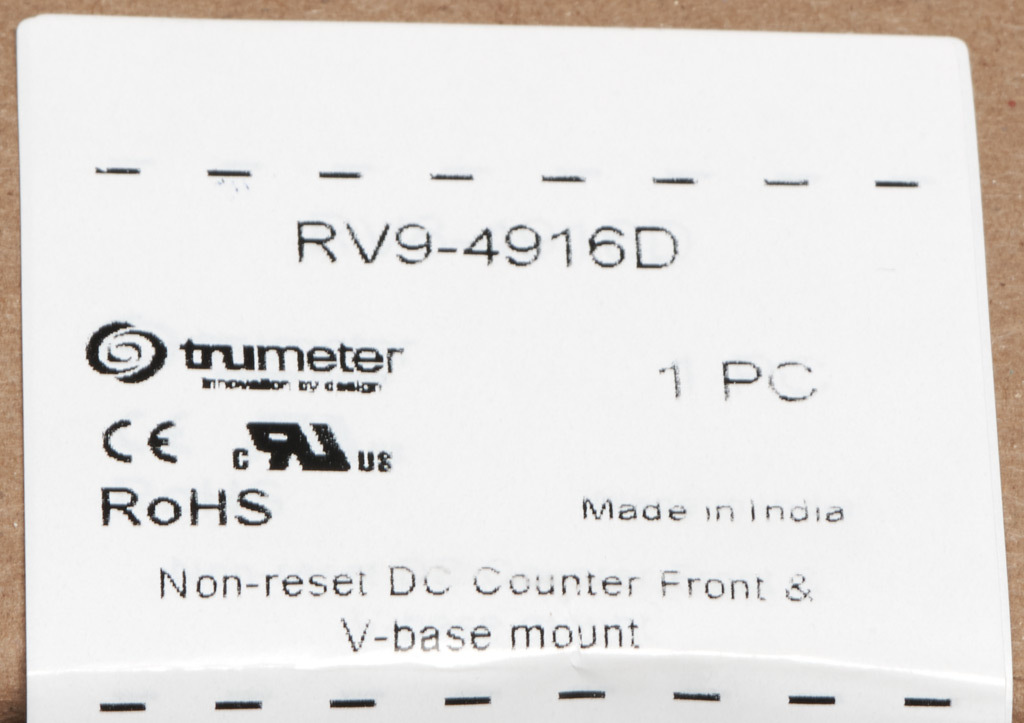 RV9-4916D
trumeter
innovation by design
1 PC
CE
c RU us
RoHS
Made in India
Non-reset DC Counter Front &
V-base mount